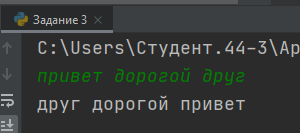 Задание 3
C:\Users\Студент.44-3\Ap
привет дорогой друг
друг дорогой привет